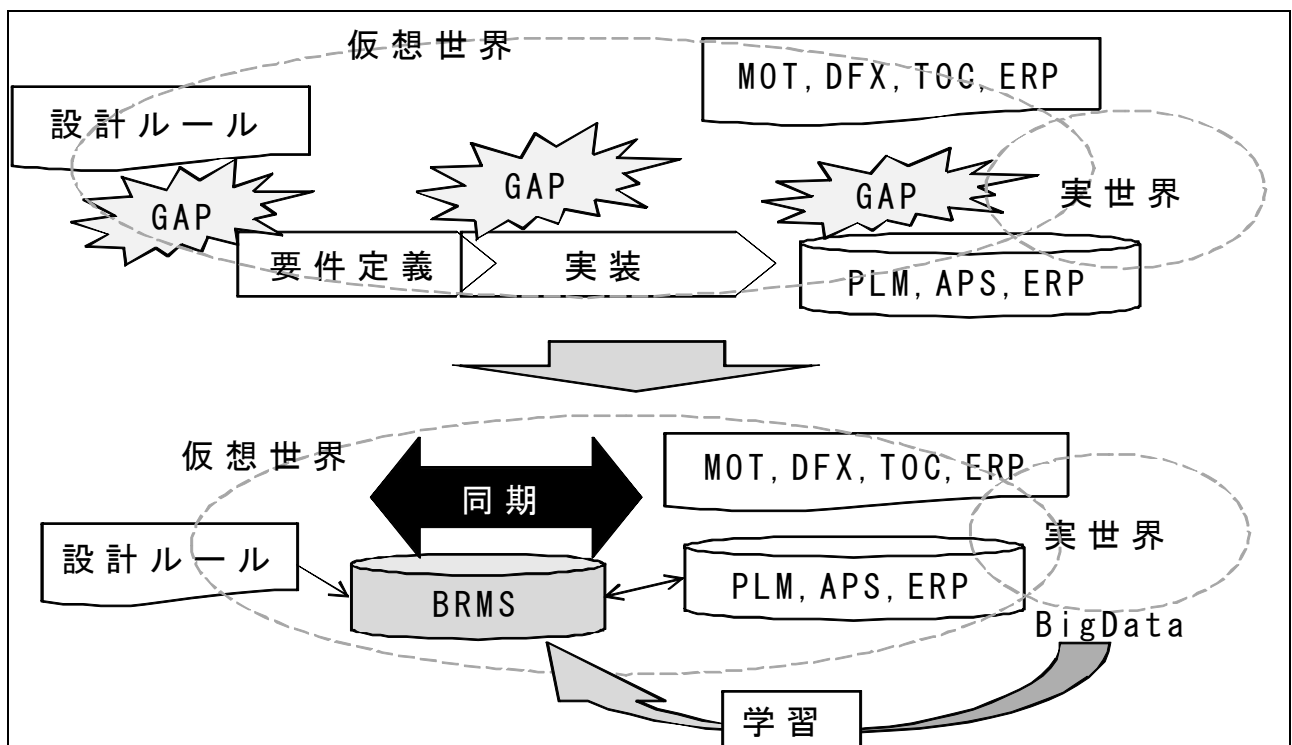 仮想世界
MOT,DFX,TOC,ERP
設計ルール
GAP
GAP
GAP
実世界
要件定義
実装
PLM,APS,ERP
仮想世界
同期
MOT,DFX,TOC,ERP
実世界
設計ルール
BRMS
PLM,APS,ERP
BigData
学習